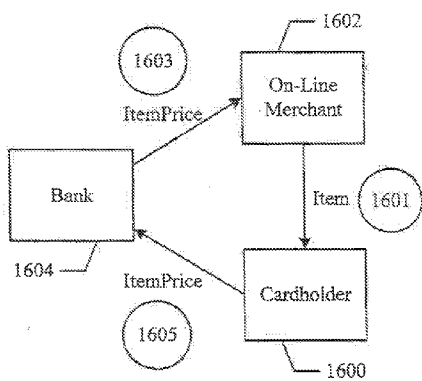 1602
1603
On-Line
Merchant
ItemPrice
Bank
Item
1601
1604
ItemPrice
Cardholder
1605
1600